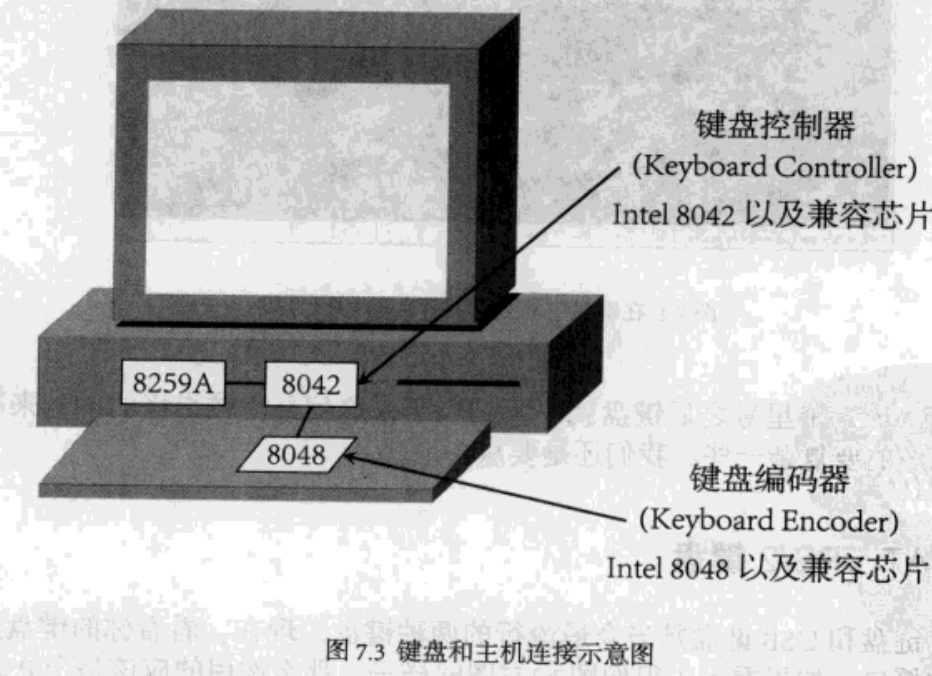 键盘控制器
(Keyboard Controller)
Intel 8042 以及兼容芯片
8259A
8042
8048
键盘编码器
(Keyboard Encoder)
Intel 8048 以及兼容芯片
图 7.3 键盘和主机连接示意图